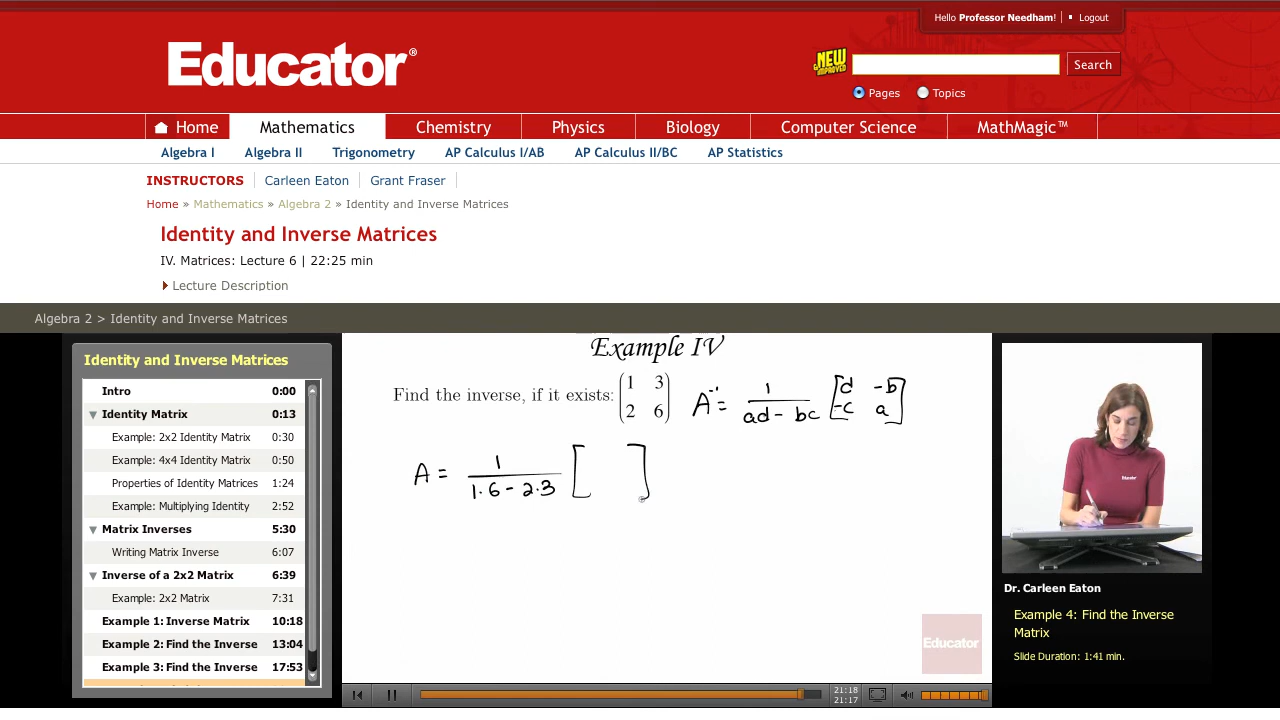 Hello Professor Needham! | ▪ Logout
Educator®
NEW
& IMPROVED
Search
Pages
Topics
Home
Mathematics
Chemistry
Physics
Biology
Computer Science
MathMagic™
Algebra I
Algebra II
Trigonometry
AP Calculus I/AB
AP Calculus II/BC
AP Statistics
INSTRUCTORS
Carleen Eaton
Grant Fraser
Home » Mathematics » Algebra 2 » Identity and Inverse Matrices
Identity and Inverse Matrices
IV. Matrices: Lecture 6 | 22:25 min
Lecture Description
Algebra 2 > Identity and Inverse Matrices
Identity and Inverse Matrices
Intro 0:00
Identity Matrix 0:13
Example: 2x2 Identity Matrix 0:30
Example: 4x4 Identity Matrix 0:50
Properties of Identity Matrices 1:24
Example: Multiplying Identity 2:52
Matrix Inverses 5:30
Writing Matrix Inverse 6:07
Inverse of a 2x2 Matrix 6:39
Example: 2x2 Matrix 7:31
Example 1: Inverse Matrix 10:18
Example 2: Find the Inverse 13:04
Example 3: Find the Inverse 17:53
Example IV
Find the inverse, if it exists:
1 3
2 6
A⁻¹ = 1 / ad - bc [d -b
-c a]
A = 1 / 1·6 - 2·3 [ ]
Educator
21:18
21:17
Dr. Carleen Eaton
Example 4: Find the Inverse
Matrix
Slide Duration: 1:41 min.